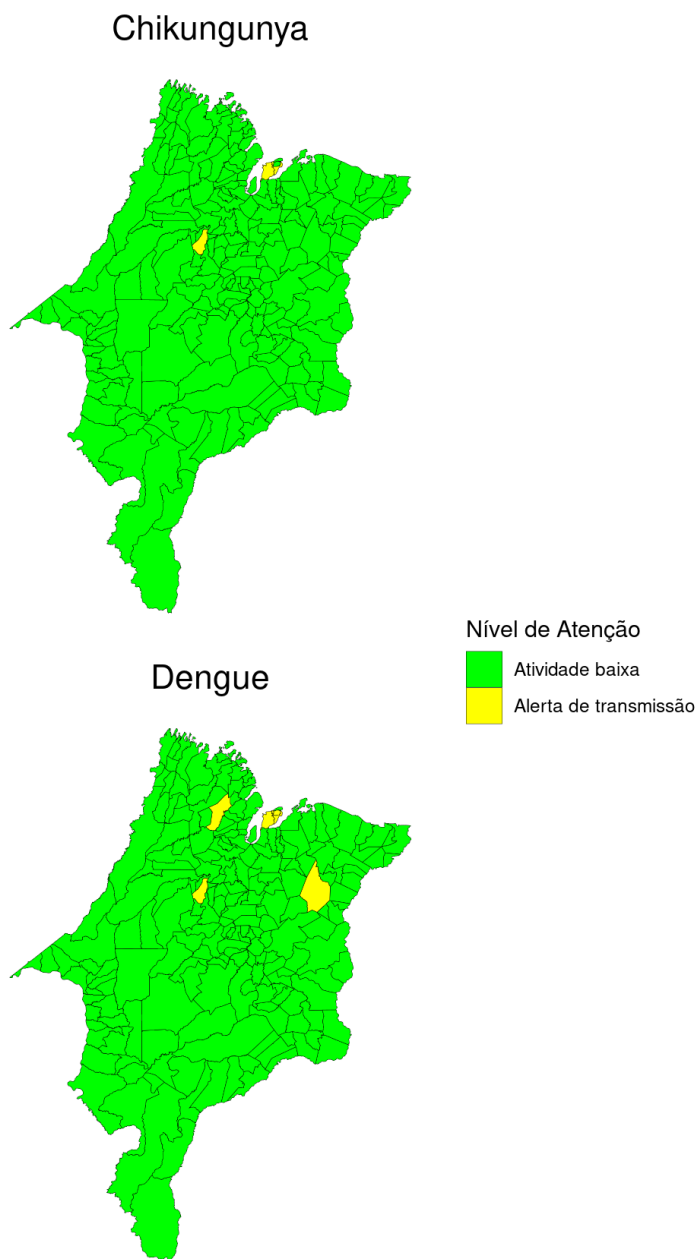 Chikungunya
Nível de Atenção
Atividade baixa
Alerta de transmissão
Dengue